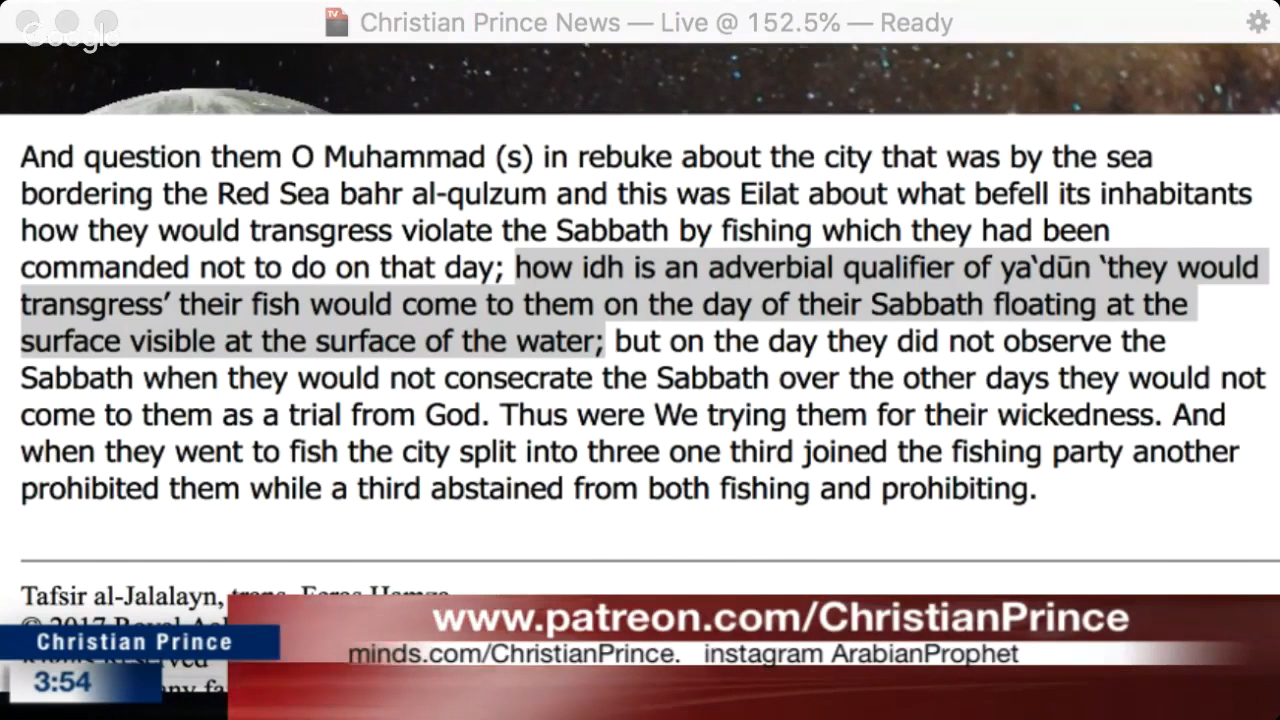 Christian Prince News — Live @ 152.5% — Ready
Google
And question them O Muhammad (s) in rebuke about the city that was by the sea
bordering the Red Sea bahr al-qulzum and this was Eilat about what befell its inhabitants
how they would transgress violate the Sabbath by fishing which they had been
commanded not to do on that day; how idh is an adverbial qualifier of ya‘dūn ‘they would
transgress’ their fish would come to them on the day of their Sabbath floating at the
surface visible at the surface of the water; but on the day they did not observe the
Sabbath when they would not consecrate the Sabbath over the other days they would not
come to them as a trial from God. Thus were We trying them for their wickedness. And
when they went to fish the city split into three one third joined the fishing party another
prohibited them while a third abstained from both fishing and prohibiting.
Tafsir al-Jalalayn, trans. Feras Hamza
© 2017 Royal
www.patreon.com/ChristianPrince
Christian Prince
minds.com/ChristianPrince. instagram ArabianProphet
3:54